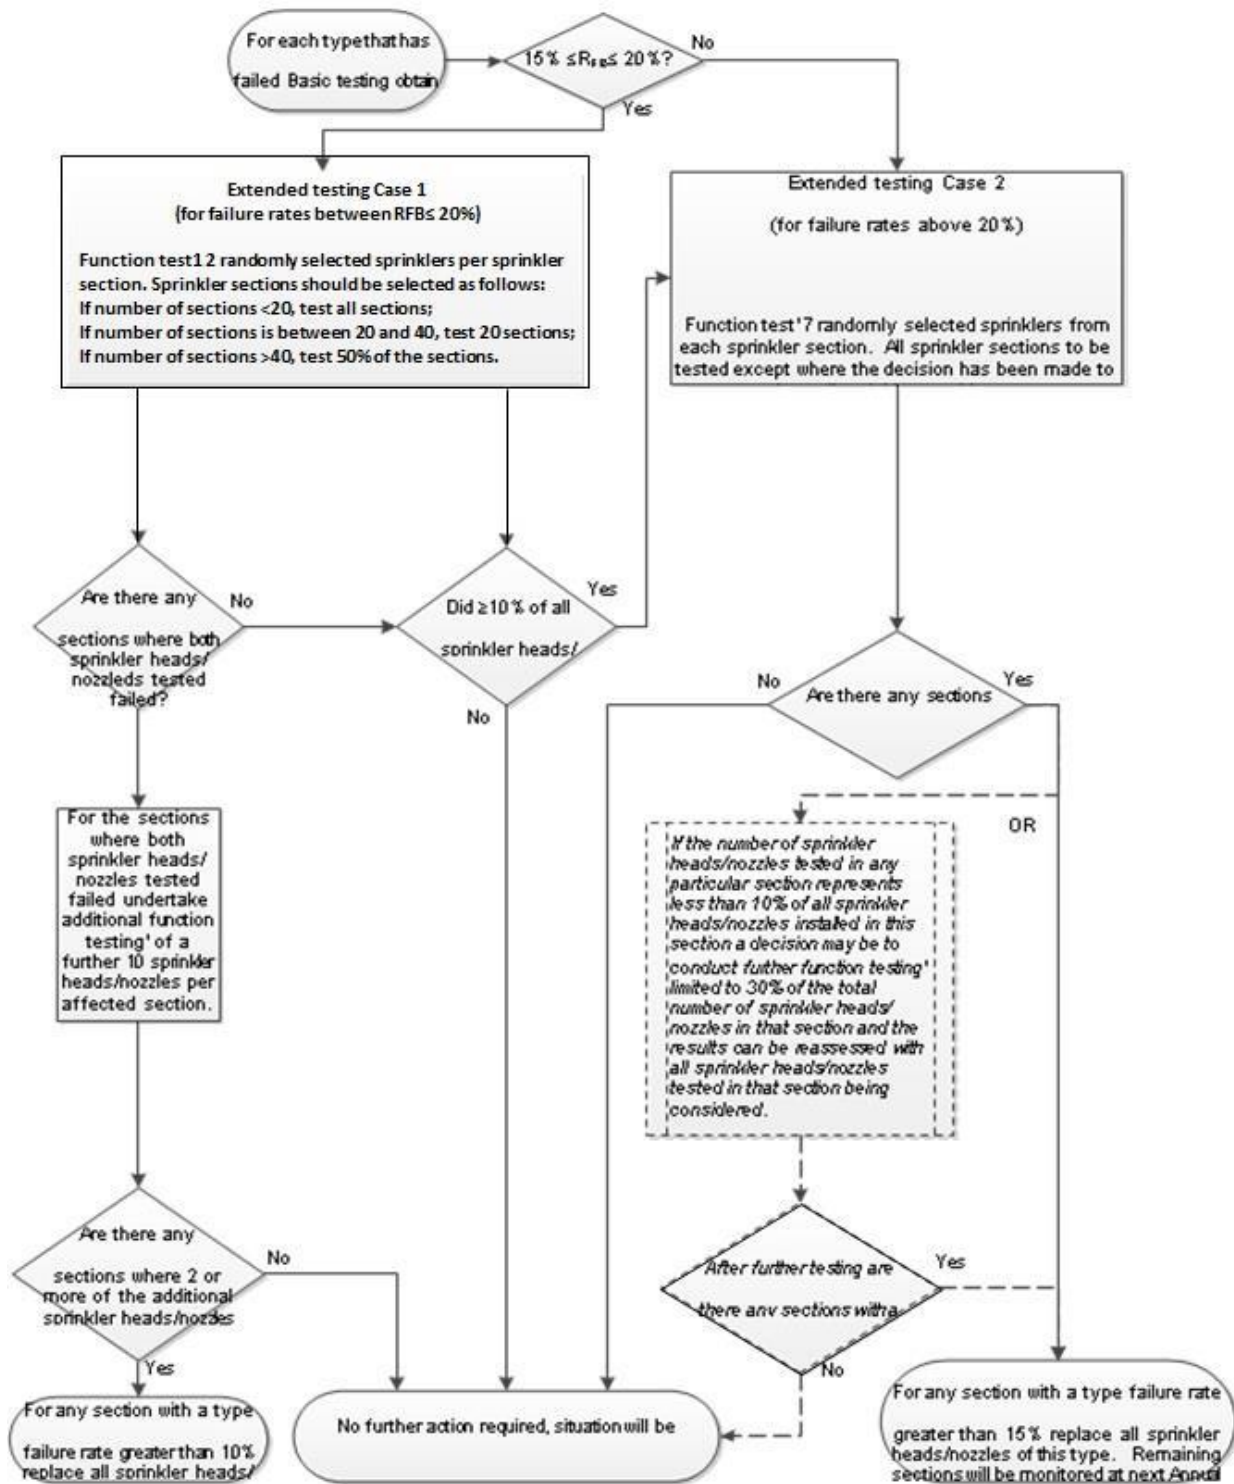 For each type that has
failed Basic testing obtain
15% ≤R_FB≤ 20%?
No
Yes
Extended testing Case 1
(for failure rates between RFB≤ 20%)
Function test1 2 randomly selected sprinklers per sprinkler
section. Sprinkler sections should be selected as follows:
If number of sections <20, test all sections;
If number of sections is between 20 and 40, test 20 sections;
If number of sections >40, test 50% of the sections.
Extended testing Case 2
(for failure rates above 20%)
Function test' 7 randomly selected sprinklers from
each sprinkler section. All sprinkler sections to be
tested except where the decision has been made to
Are there any
sections where both
sprinkler heads/
nozzleds tested
failed?
No
Did ≥10% of all
sprinkler heads/
Yes
No
Are there any sections
No
Yes
OR
For the sections
where both
sprinkler heads/
nozzles tested
failed undertake
additional function
testing' of a
further 10 sprinkler
heads/nozzles per
affected section.
If the number of sprinkler
heads/nozzles tested in any
particular section represents
less than 10% of all sprinkler
heads/nozzles installed in this
section a decision may be to
conduct further function testing'
limited to 30% of the total
number of sprinkler heads/
nozzles in that section and the
results can be reassessed with
all sprinkler heads/nozzles
tested in that section being
considered.
Are there any
sections where 2 or
more of the additional
sprinkler heads/nozzles
No
Yes
After further testing are
there any sections with a
Yes
No
For any section with a type
failure rate greater than 10%
replace all sprinkler heads/
No further action required, situation will be
For any section with a type failure rate
greater than 15% replace all sprinkler
heads/nozzles of this type. Remaining
sections will be monitored at next Annual